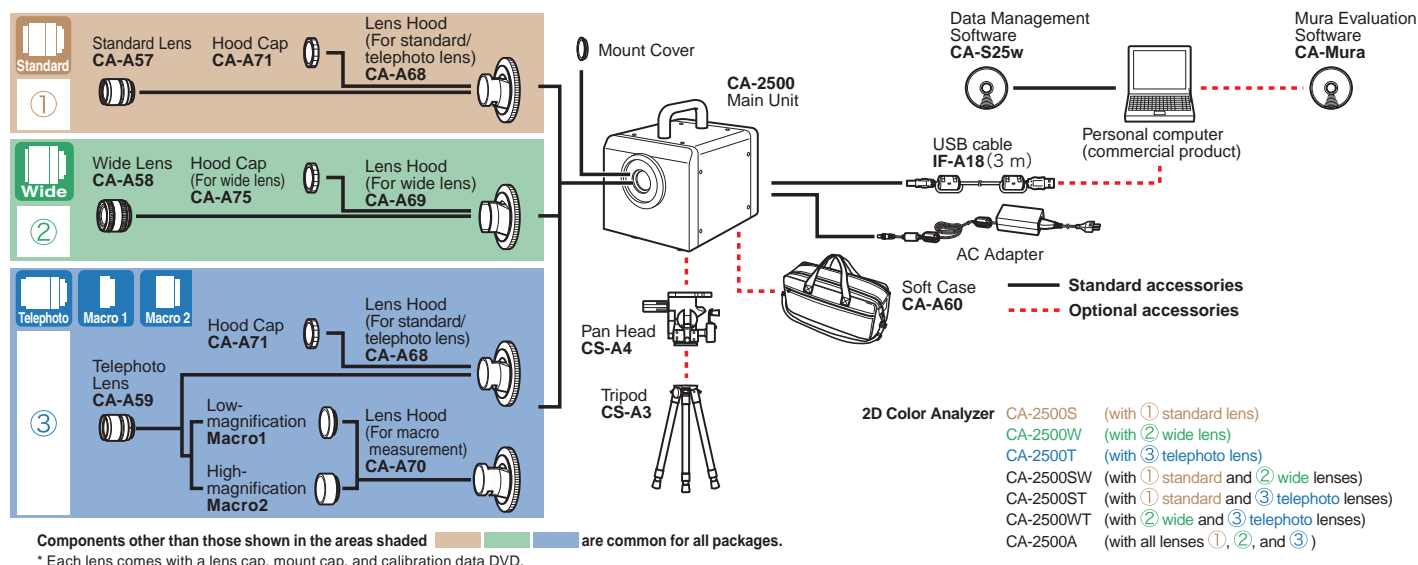 Standard
①
Standard Lens
CA-A57
Hood Cap
CA-A71
Lens Hood
(For standard/
telephoto lens)
CA-A68
Wide
②
Wide Lens
CA-A58
Hood Cap
(For wide lens)
CA-A75
Lens Hood
(For wide lens)
CA-A69
Telephoto
Macro 1
Macro 2
③
Telephoto
Lens
CA-A59
Hood Cap
CA-A71
Lens Hood
(For standard/
telephoto lens)
CA-A68
Low-
magnification
Macro1
High-
magnification
Macro2
Lens Hood
(For macro
measurement)
CA-A70
Mount Cover
CA-2500
Main Unit
Pan Head
CS-A4
Tripod
CS-A3
Soft Case
CA-A60
Data Management
Software
CA-S25w
Mura Evaluation
Software
CA-Mura
Personal computer
(commercial product)
USB cable
IF-A18 (3 m)
AC Adapter
Standard accessories
Optional accessories
2D Color Analyzer CA-2500S (with ① standard lens)
CA-2500W (with ② wide lens)
CA-2500T (with ③ telephoto lens)
CA-2500SW (with ① standard and ② wide lenses)
CA-2500ST (with ① standard and ③ telephoto lenses)
CA-2500WT (with ② wide and ③ telephoto lenses)
CA-2500A (with all lenses ①, ②, and ③ )
Components other than those shown in the areas shaded are common for all packages.
* Each lens comes with a lens cap, mount cap, and calibration data DVD.